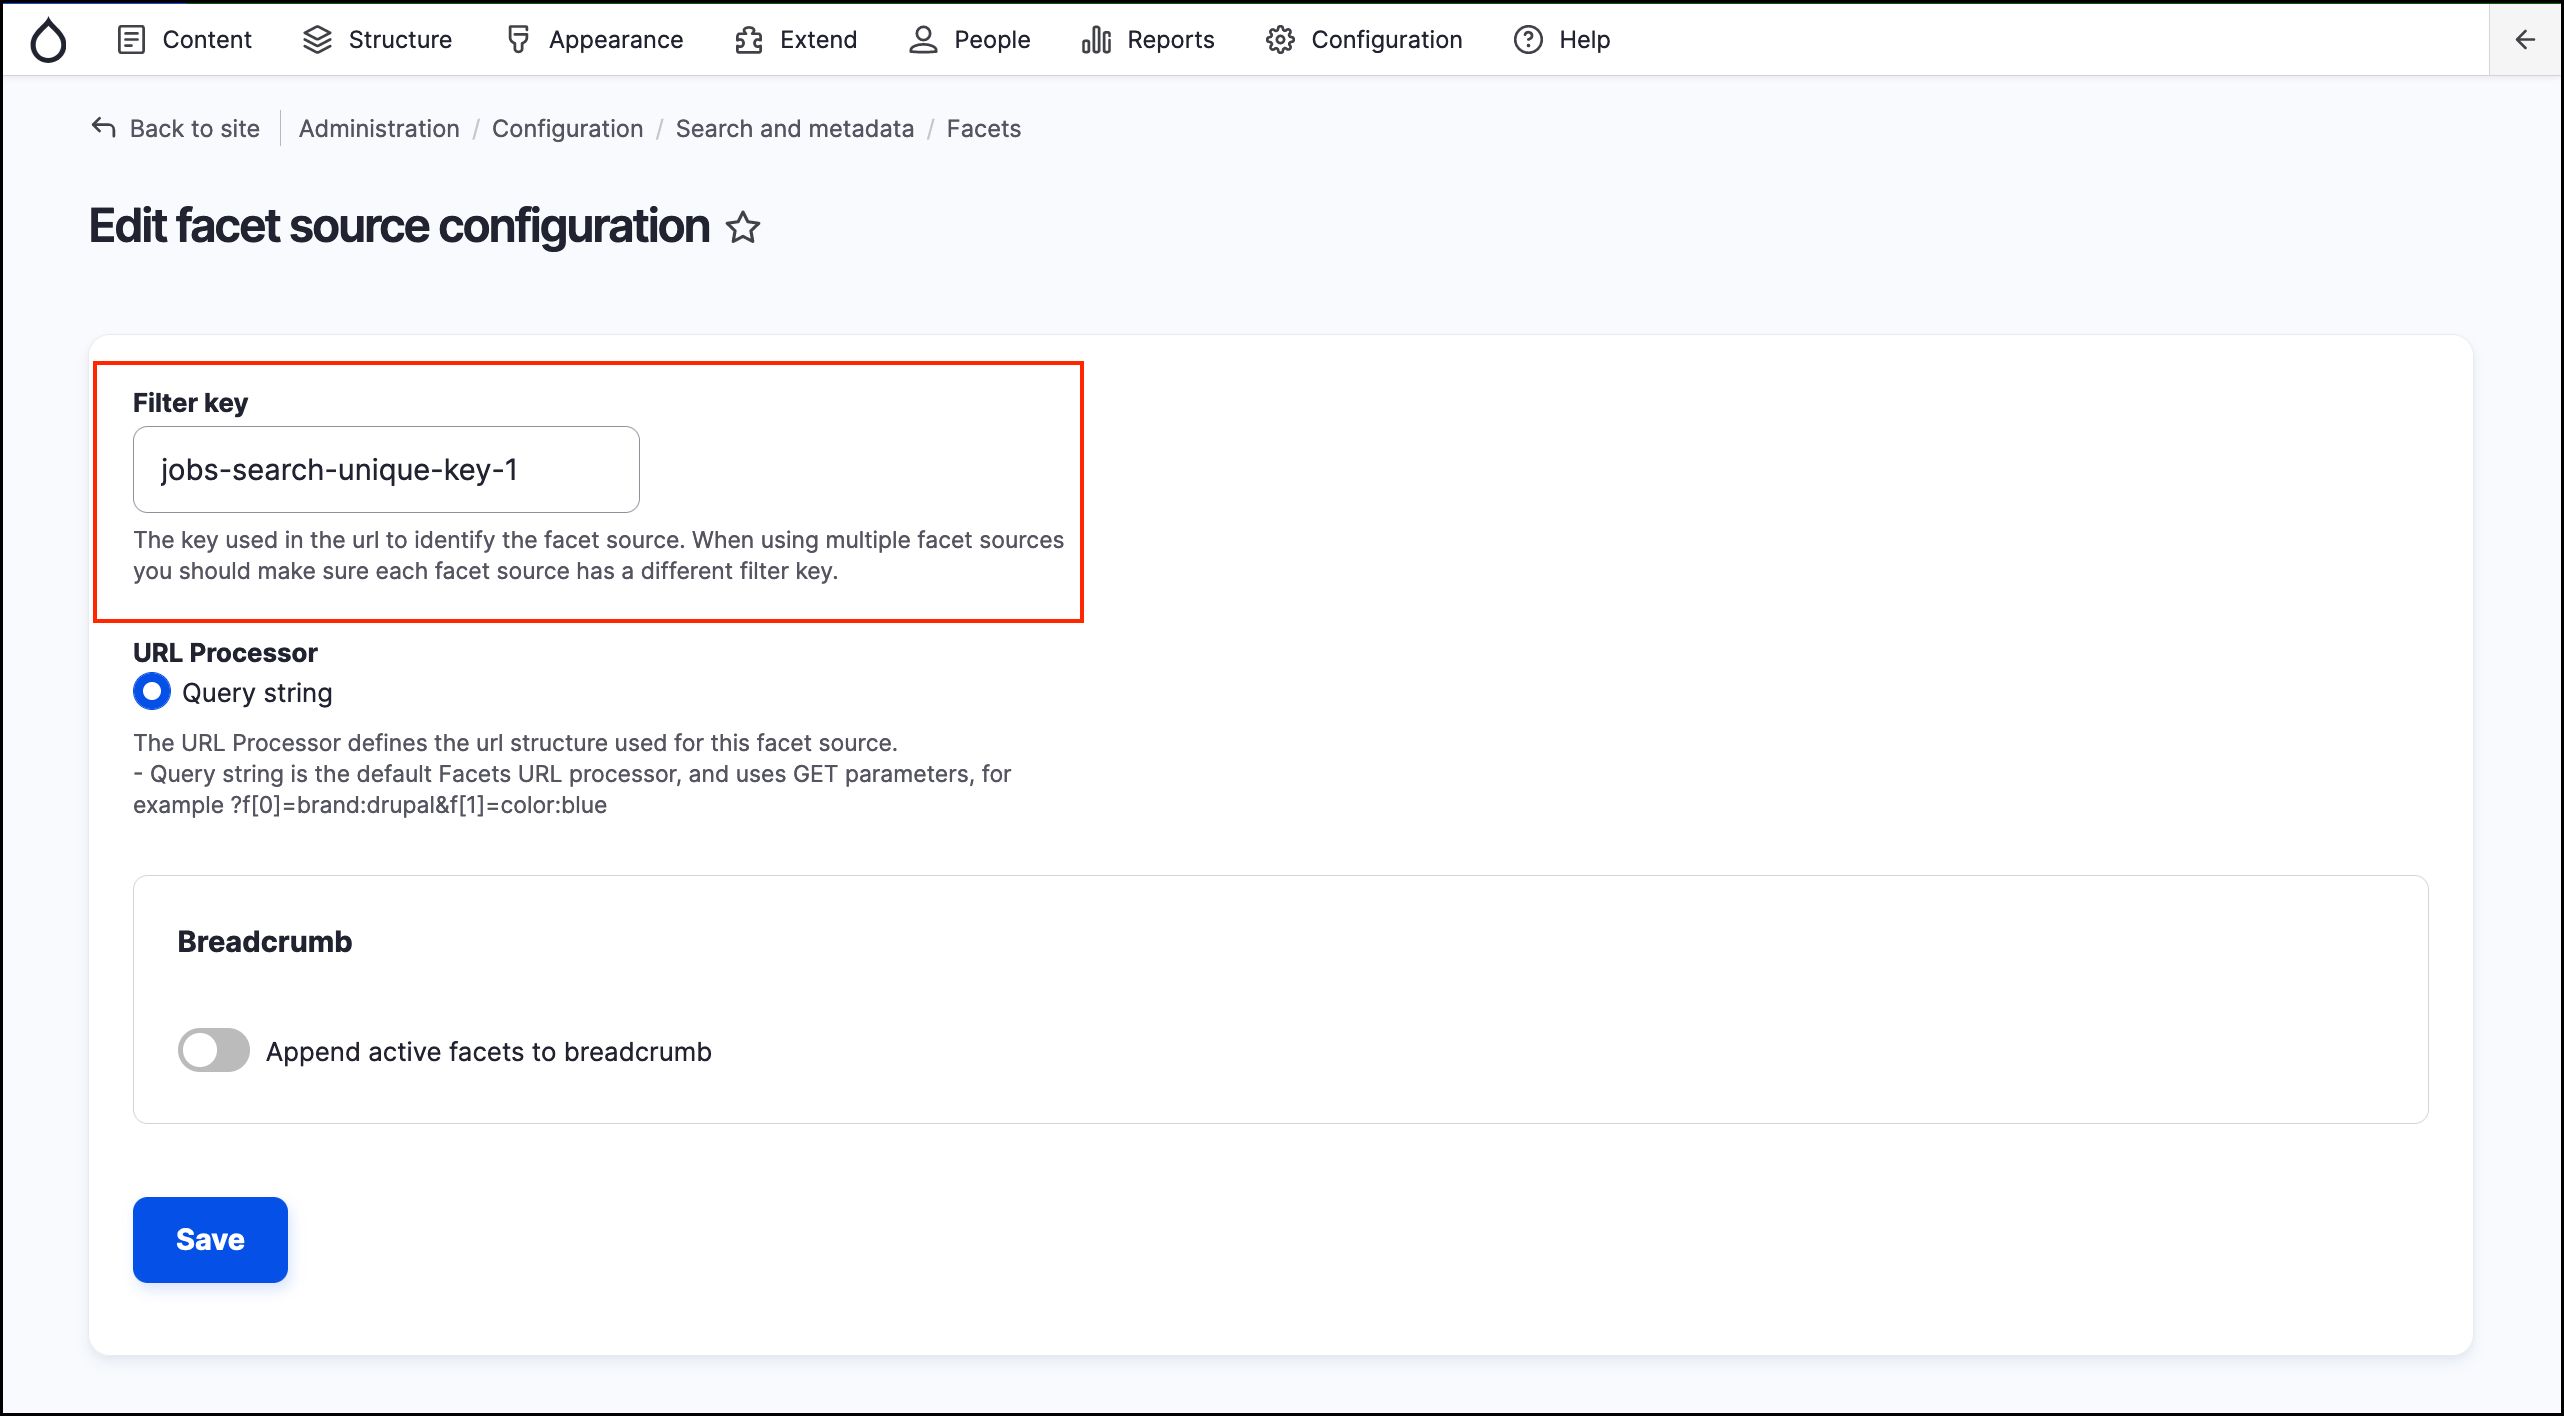 Content Structure Appearance Extend People Reports Configuration Help
Back to site Administration / Configuration / Search and metadata / Facets
Edit facet source configuration
Filter key
jobs-search-unique-key-1
The key used in the url to identify the facet source. When using multiple facet sources
you should make sure each facet source has a different filter key.
URL Processor
Query string
The URL Processor defines the url structure used for this facet source.
- Query string is the default Facets URL processor, and uses GET parameters, for
example ?f[0]=brand:drupal&f[1]=color:blue
Breadcrumb
Append active facets to breadcrumb
Save